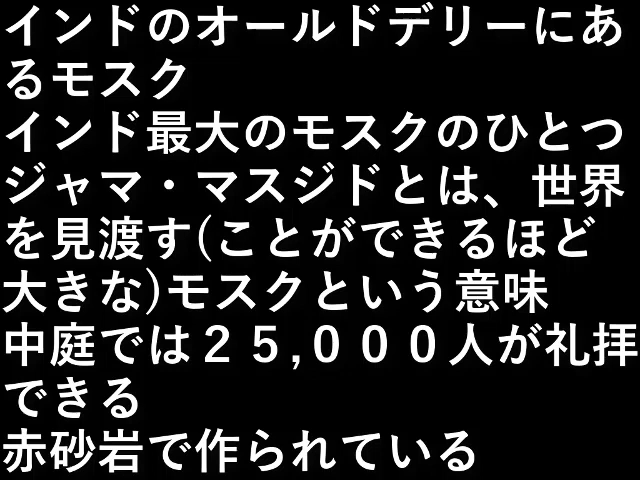 インドのオールドデリーにあ
るモスク
インド最大のモスクのひとつ
ジャマ・マスジドとは、世界
を見渡す(ことができるほど
大きな)モスクという意味
中庭では２５,０００人が礼拝
できる
赤砂岩で作られている